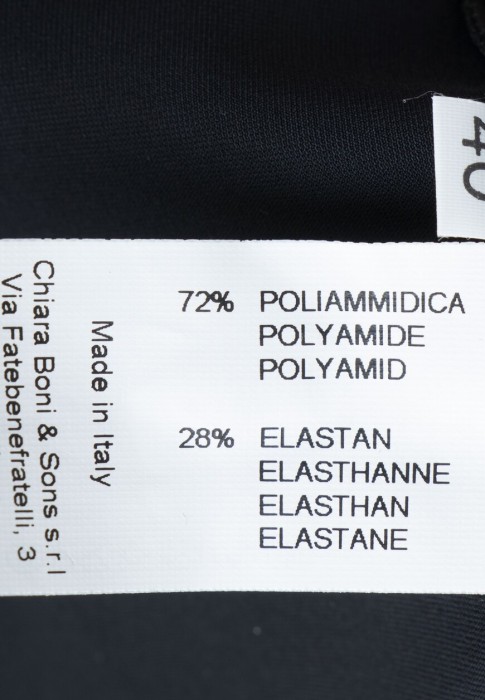 40
72% POLIAMMIDICA
POLYAMIDE
POLYAMID
28% ELASTAN
ELASTHANNE
ELASTHAN
ELASTANE
Made in Italy
Chiara Boni & Sons s.r.l
Via Fatebenefratelli, 3